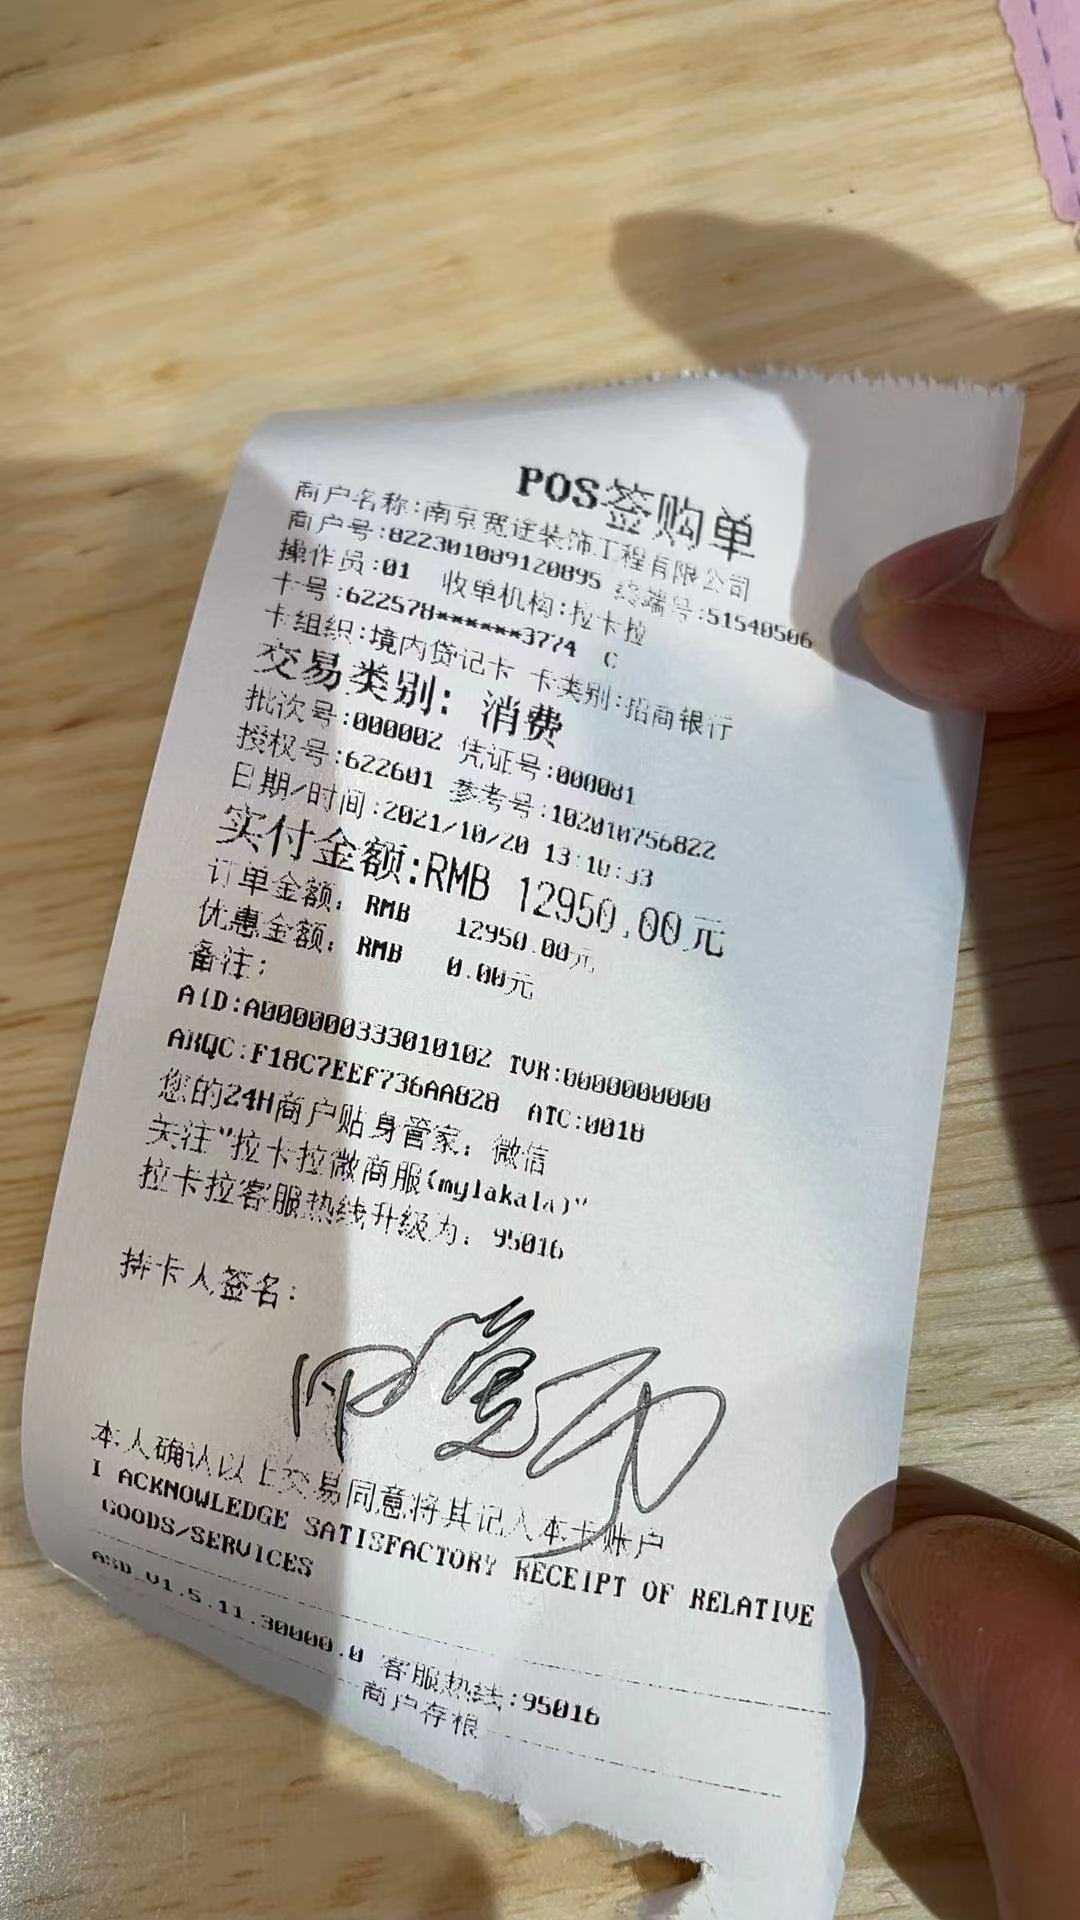 POS签购单
商户名称:南京宽迋装饰工程有限公司
商户号:822301089120895 终端号:51540506
操作员:01 收单机构:拉卡拉
卡号:622578******3774 C
卡组织:境内贷记卡 卡类别:招商银行
交易类别: 消费
批次号:000002 凭证号:000081
授权号:622601 参考号:102010756822
日期/时间:2021/10/20 13:10:33
实付金额:RMB 12950.00元
订单金额: RMB 12950.00元
优惠金额: RMB 0.00元
备注:
AID:A000000333010102 TVR:0000000000
ARQC:F18C7EEF736AA828 ATC:0018
您的24H商户贴身管家: 微信
关注"拉卡拉微商服(mylakala)"
拉卡拉客服热线升级为: 95016
持卡人签名:
本人确认以上交易同意将其记入本卡账户
I ACKNOWLEDGE SATISFACTORY RECEIPT OF RELATIVE
GOODS/SERVICES
ASD_V1.5.11.30000.0 客服热线:95016
商户存根